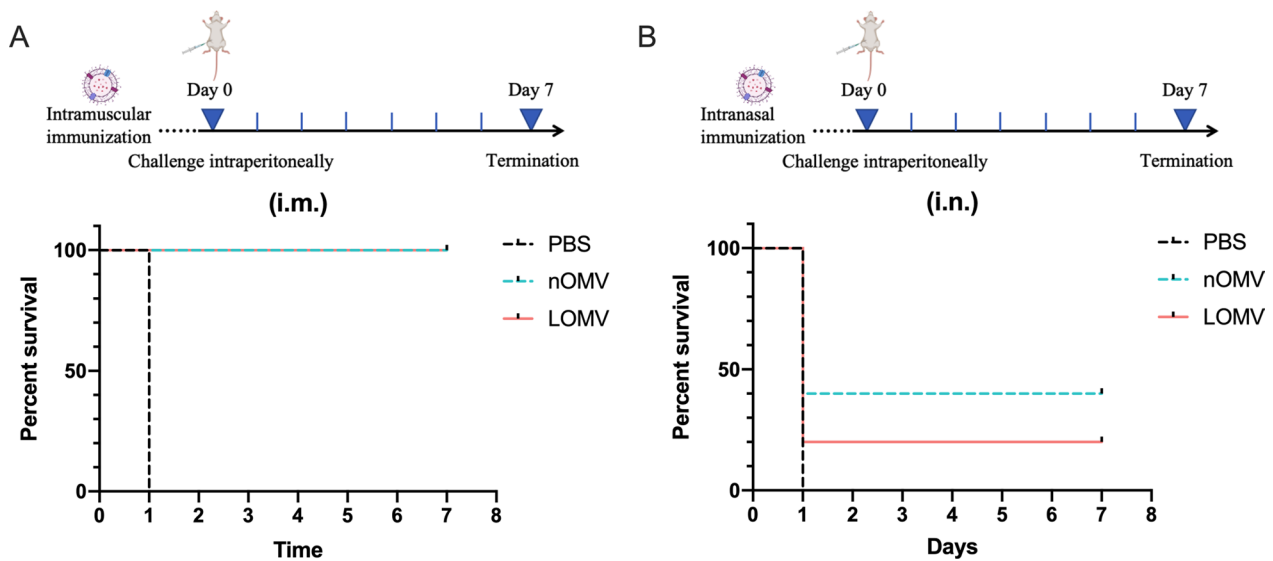 A
Day 0
Day 7
Intramuscular
immunization
Challenge intraperitoneally
Termination
(i.m.)
Percent survival
100
50
0
0 1 2 3 4 5 6 7 8
Time
PBS
nOMV
LOMV
B
Day 0
Day 7
Intranasal
immunization
Challenge intraperitoneally
Termination
(i.n.)
Percent survival
100
50
0
0 1 2 3 4 5 6 7 8
Days
PBS
nOMV
LOMV